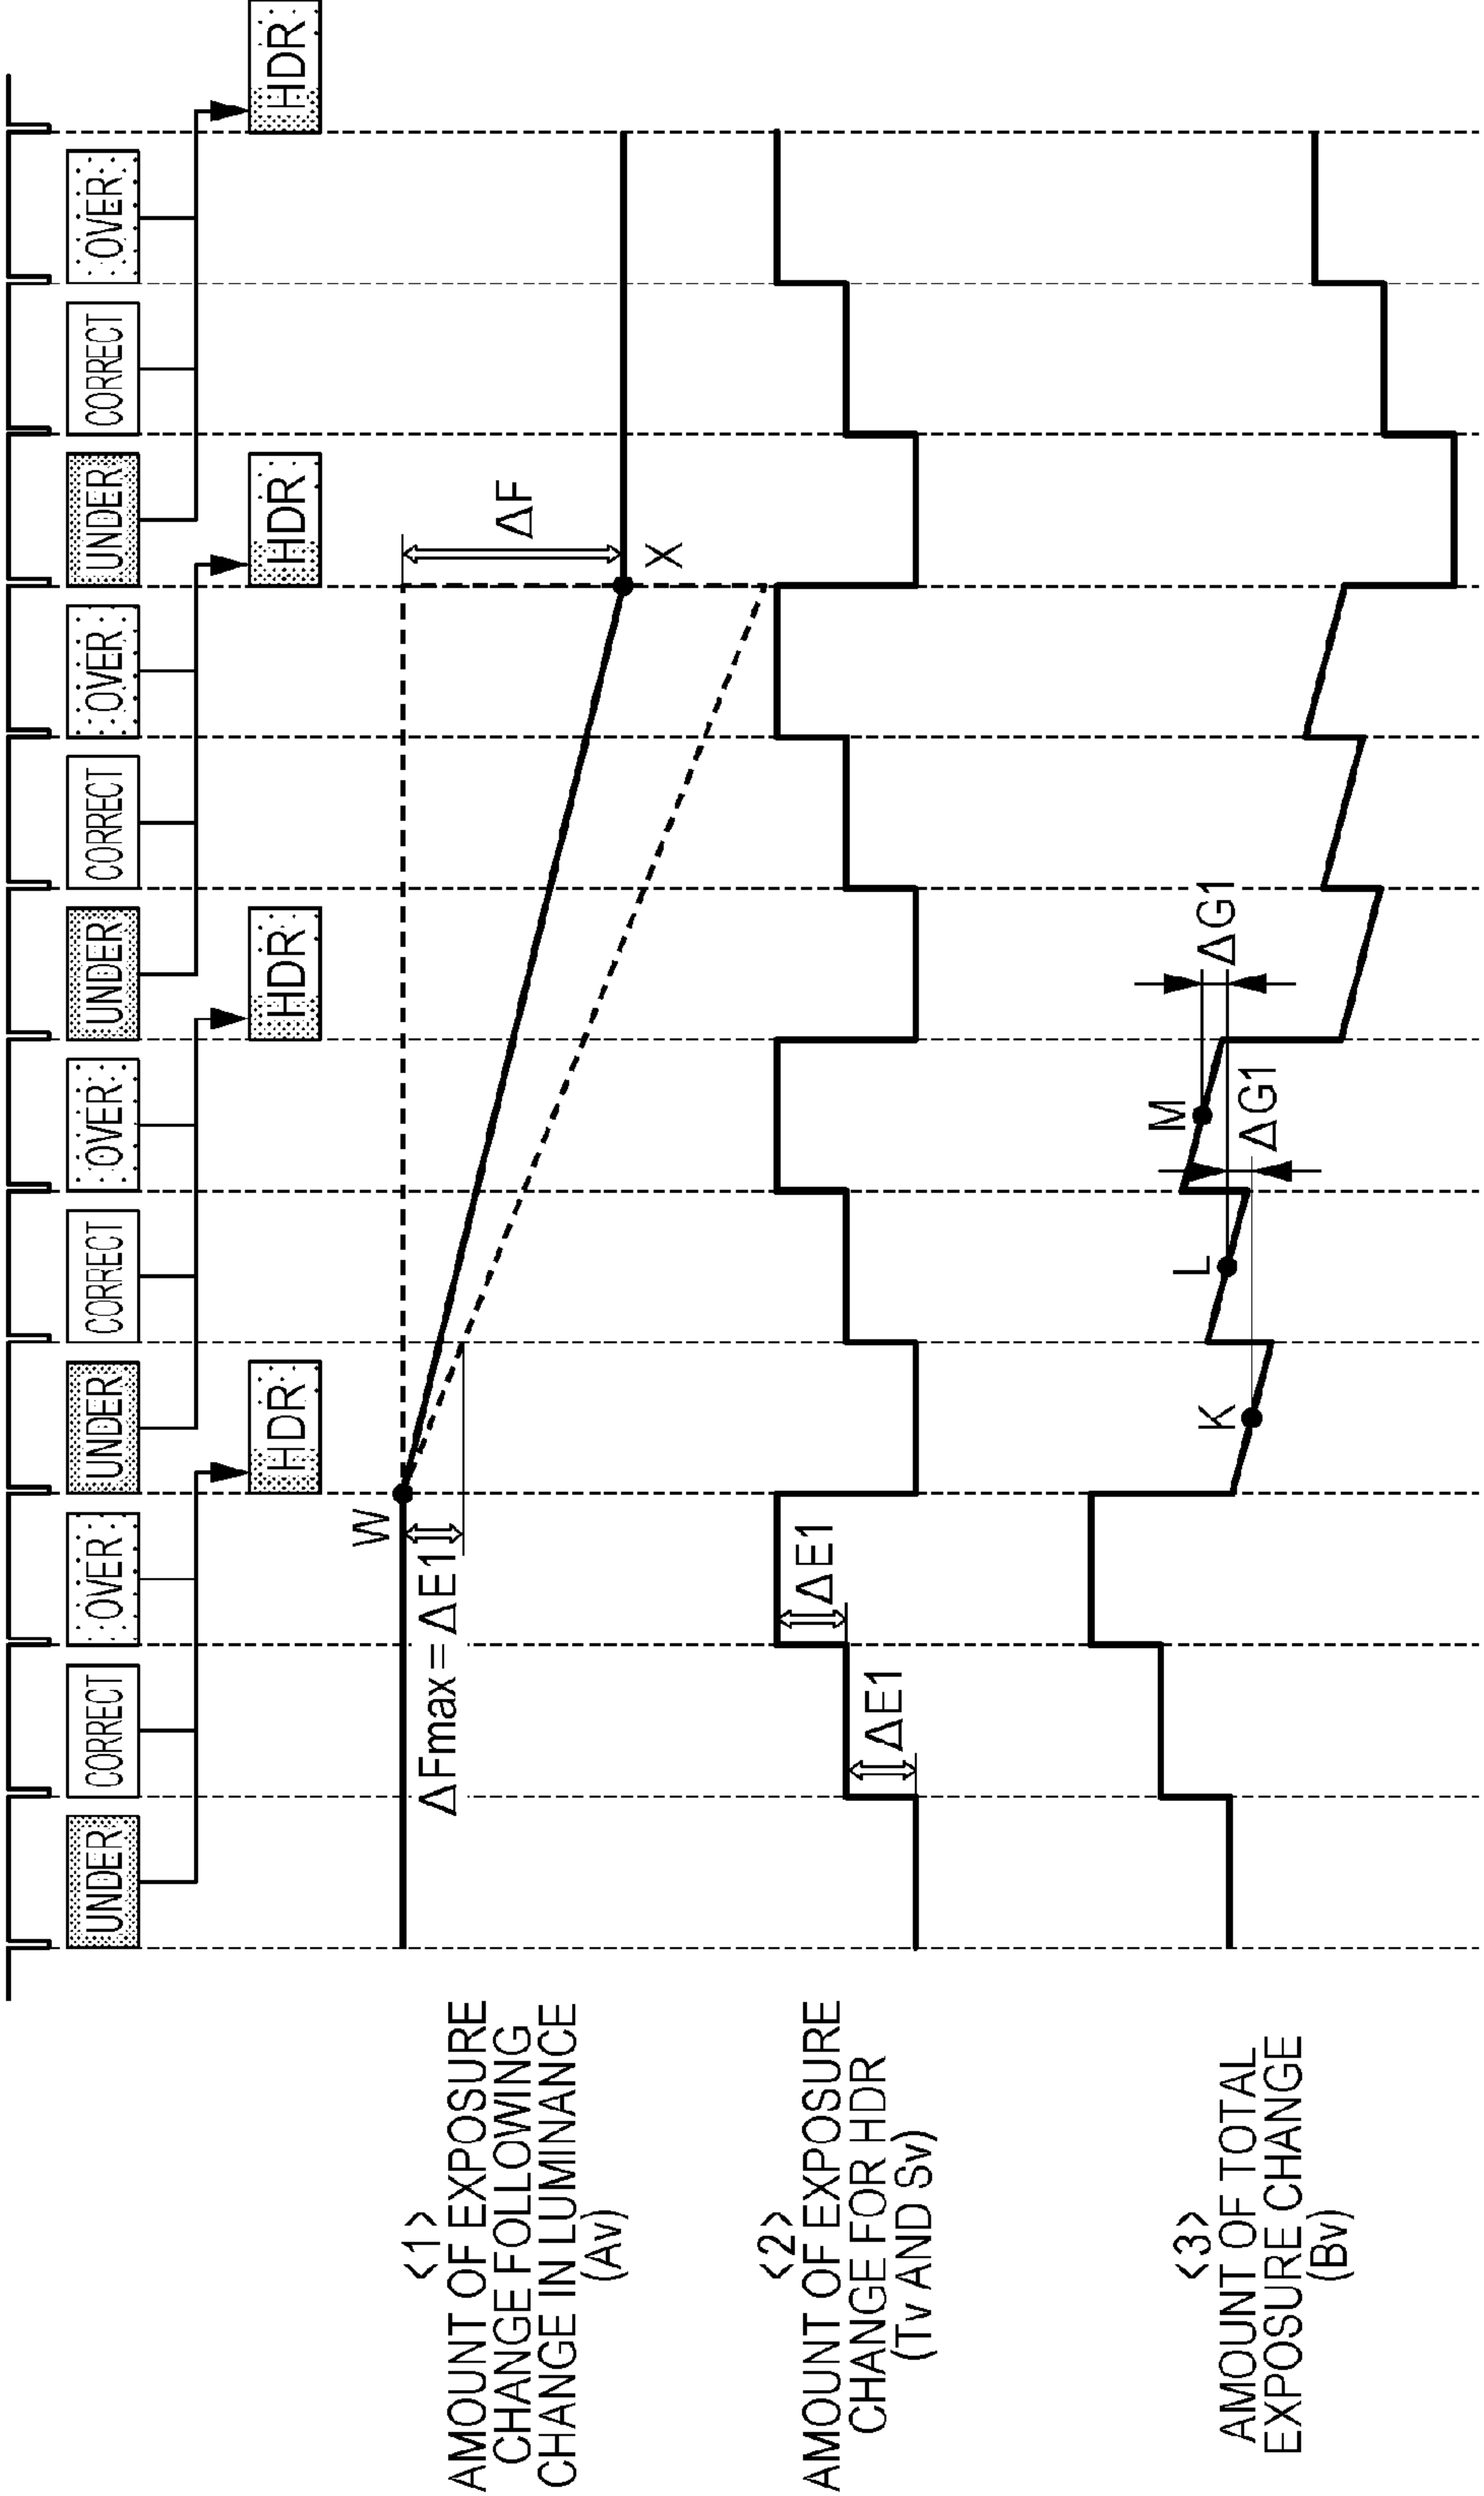 UNDER
CORRECT
OVER
UNDER
CORRECT
OVER
UNDER
CORRECT
OVER
UNDER
CORRECT
OVER
HDR
HDR
HDR
HDR
<1>
AMOUNT OF EXPOSURE
CHANGE FOLLOWING
CHANGE IN LUMINANCE
(Av)
W
ΔFmax= ΔE1
ΔF
X
<2>
AMOUNT OF EXPOSURE
CHANGE FOR HDR
(Tv AND Sv)
ΔE1
ΔE1
<3>
AMOUNT OF TOTAL
EXPOSURE CHANGE
(Bv)
K
L
M
ΔG1
ΔG1